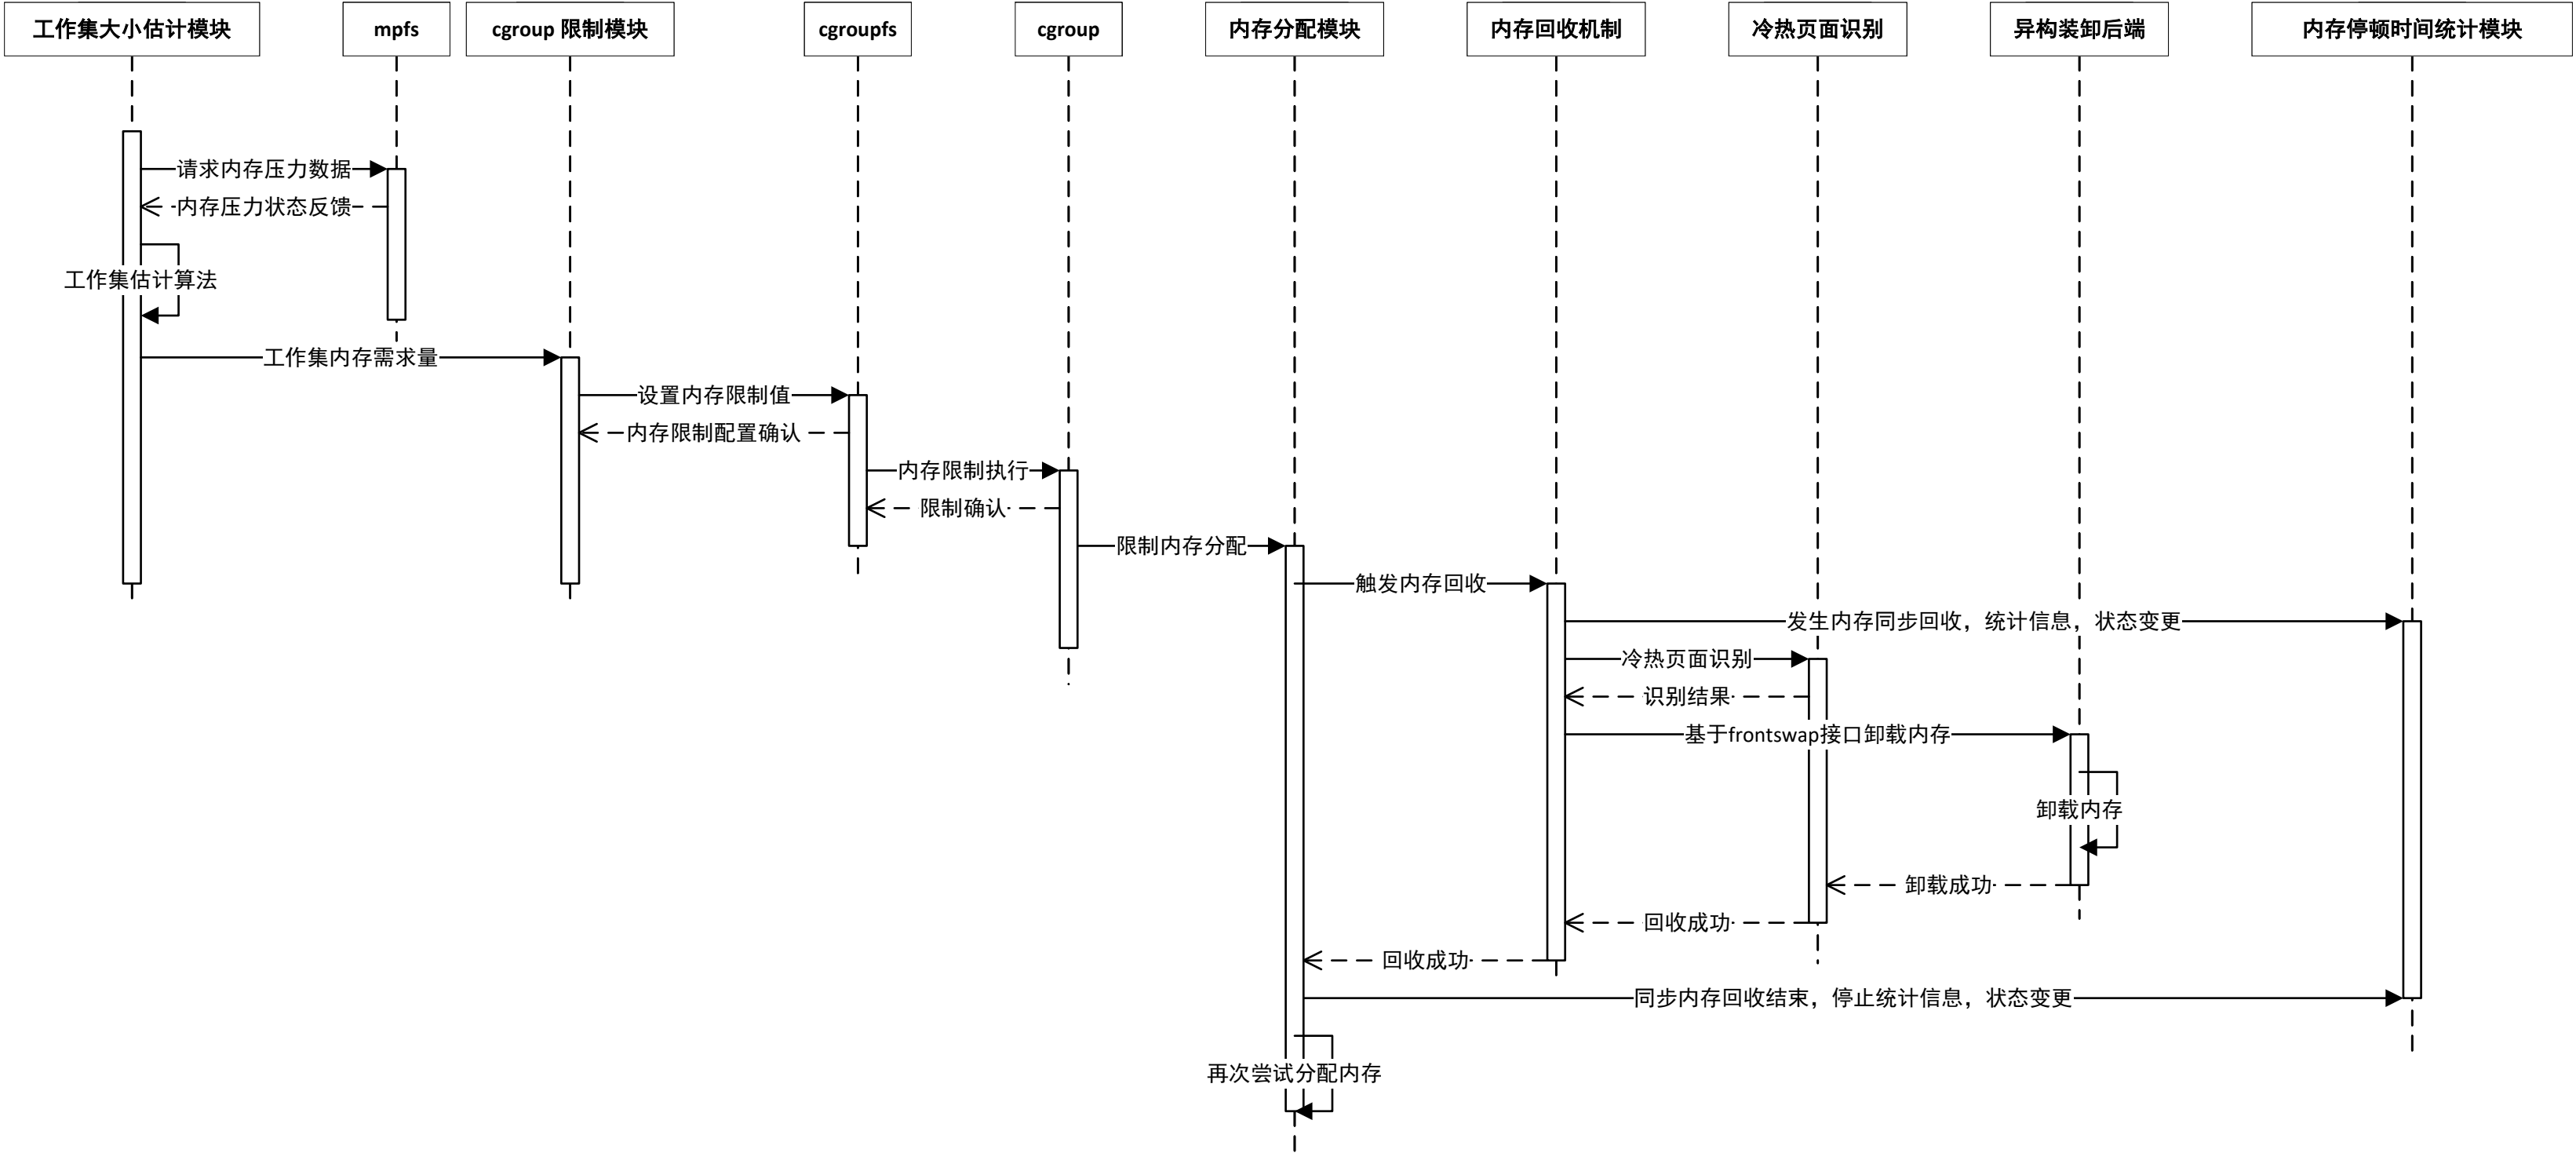 工作集大小估计模块
mpfs
cgroup 限制模块
cgroupfs
cgroup
内存分配模块
内存回收机制
冷热页面识别
异构装卸后端
内存停顿时间统计模块
请求内存压力数据
内存压力状态反馈
工作集估计算法
工作集内存需求量
设置内存限制值
内存限制配置确认
内存限制执行
限制确认
限制内存分配
触发内存回收
发生内存同步回收，统计信息，状态变更
冷热页面识别
识别结果
基于frontswap接口卸载内存
卸载内存
卸载成功
回收成功
回收成功
同步内存回收结束，停止统计信息，状态变更
再次尝试分配内存